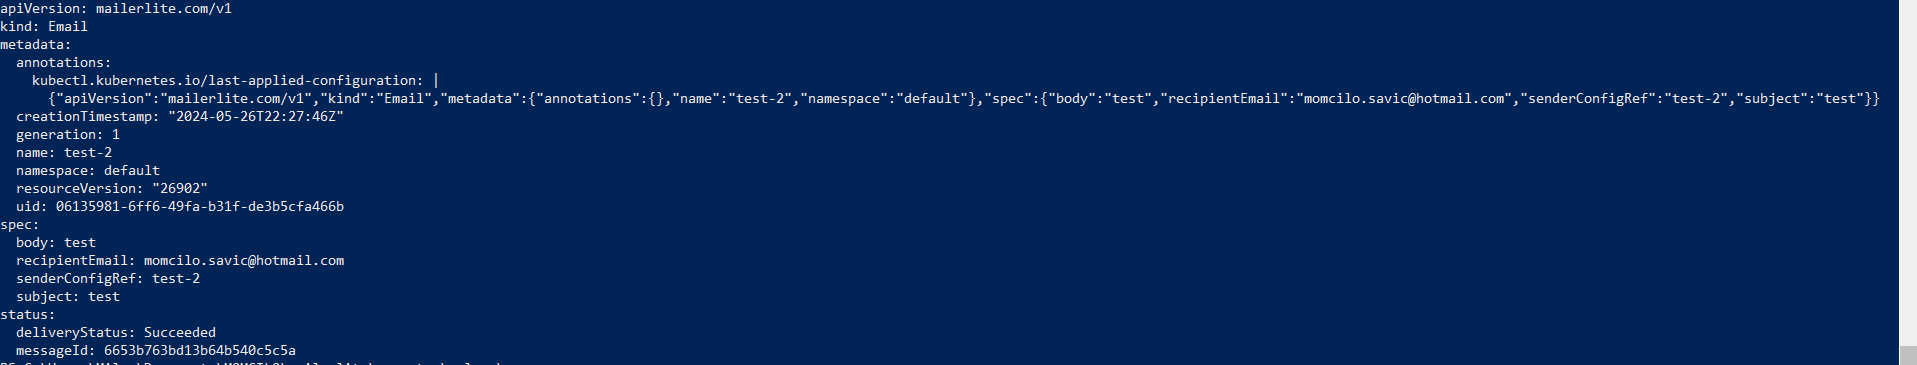 apiVersion: mailerlite.com/v1
kind: Email
metadata:
  annotations:
    kubectl.kubernetes.io/last-applied-configuration: |
      {"apiVersion":"mailerlite.com/v1","kind":"Email","metadata":{"annotations":{},"name":"test-2","namespace":"default"},"spec":{"body":"test","recipientEmail":"momcilo.savic@hotmail.com","senderConfigRef":"test-2","subject":"test"}}
  creationTimestamp: "2024-05-26T22:27:46Z"
  generation: 1
  name: test-2
  namespace: default
  resourceVersion: "26902"
  uid: 06135981-6ff6-49fa-b31f-de3b5cfa466b
spec:
  body: test
  recipientEmail: momcilo.savic@hotmail.com
  senderConfigRef: test-2
  subject: test
status:
  deliveryStatus: Succeeded
  messageId: 6653b763bd13b64b540c5c5a